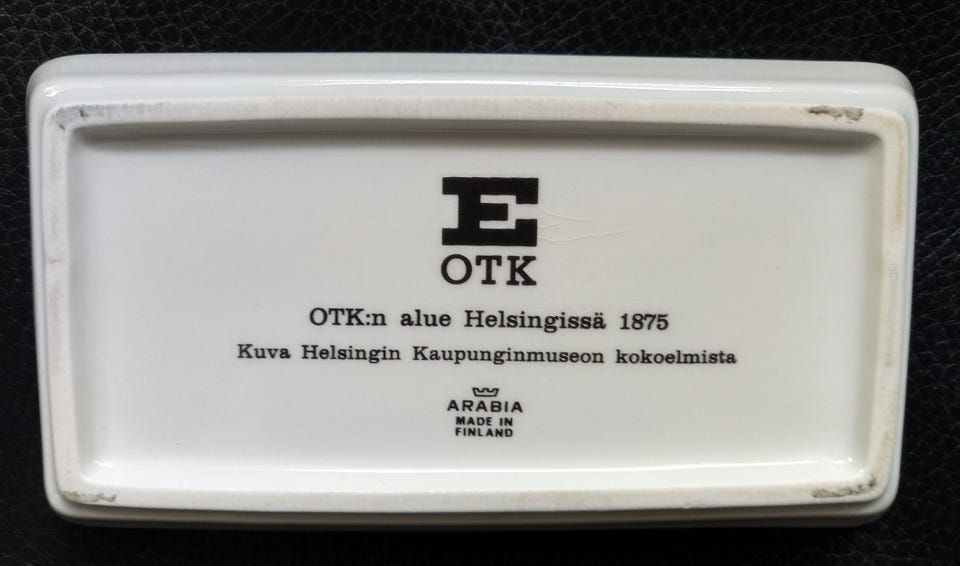 E
OTK
OTK:n alue Helsingissä 1875
Kuva Helsingin Kaupunginmuseon kokoelmista
ARABIA
MADE IN
FINLAND